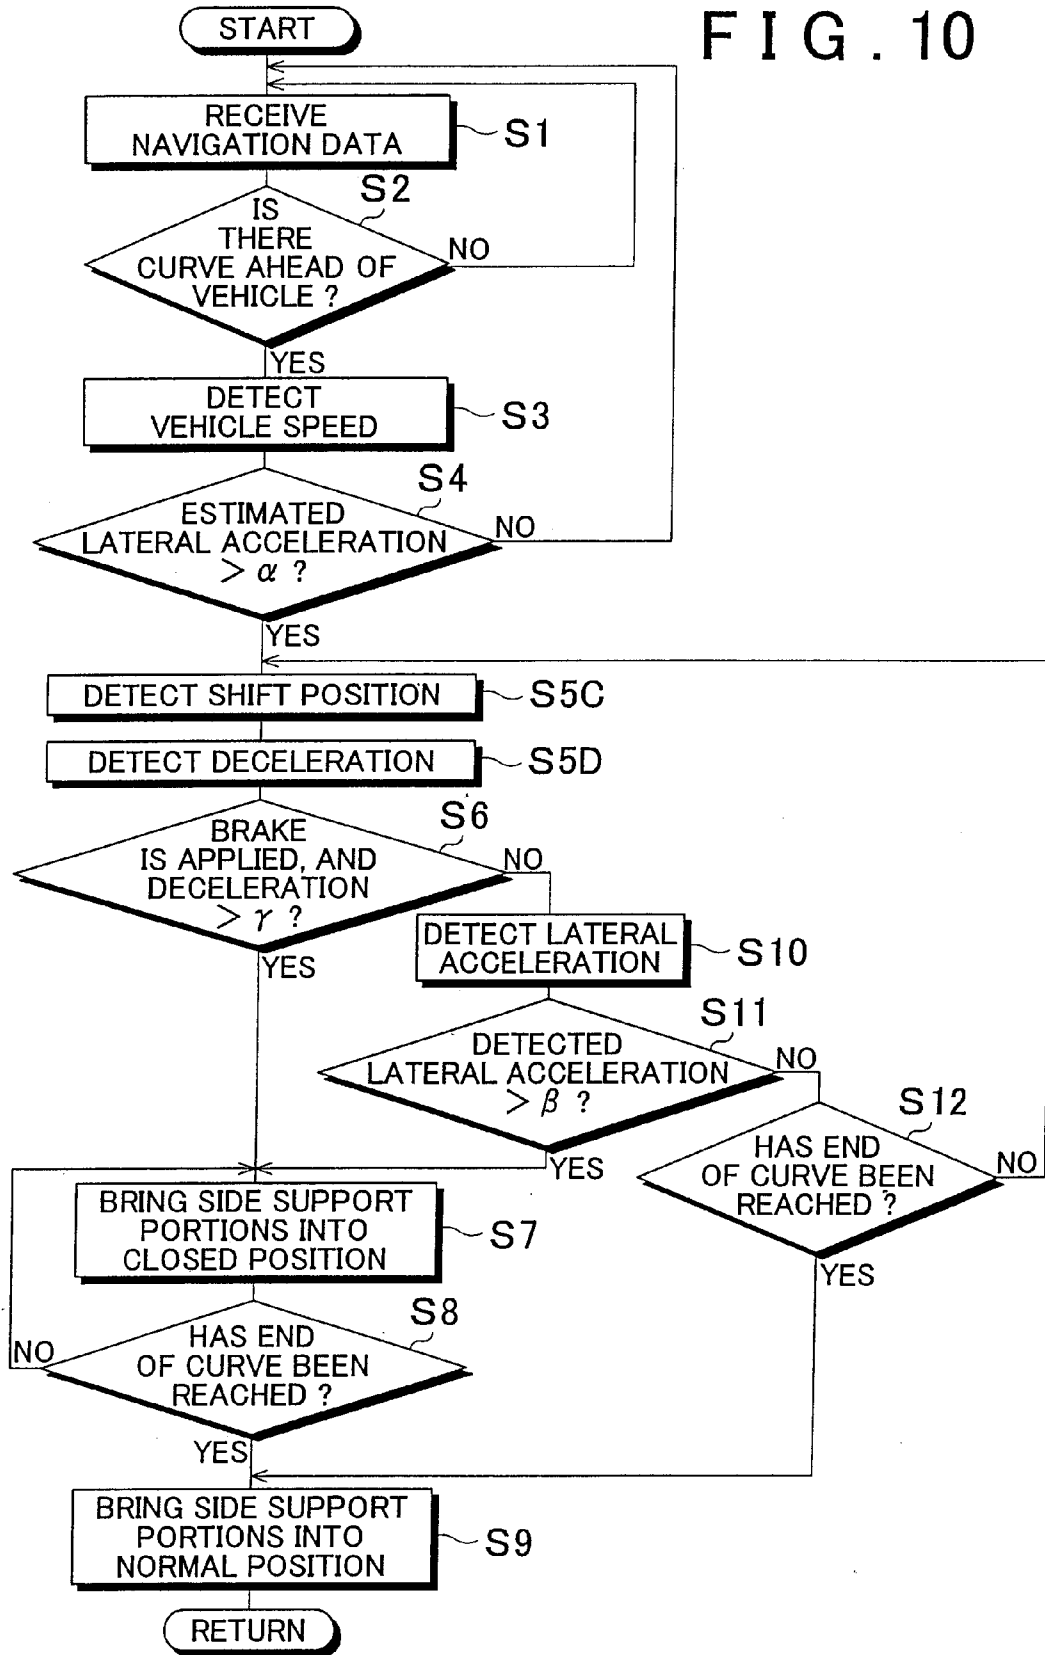 FIG. 10
START
RECEIVE
NAVIGATION DATA
S1
S2
IS
THERE
CURVE AHEAD OF
VEHICLE ?
NO
YES
DETECT
VEHICLE SPEED
S3
S4
ESTIMATED
LATERAL ACCELERATION
> α ?
NO
YES
DETECT SHIFT POSITION
S5C
DETECT DECELERATION
S5D
S6
BRAKE
IS APPLIED, AND
DECELERATION
> γ ?
NO
YES
DETECT LATERAL
ACCELERATION
S10
S11
DETECTED
LATERAL ACCELERATION
> β ?
NO
YES
S12
HAS END
OF CURVE BEEN
REACHED ?
NO
YES
BRING SIDE SUPPORT
PORTIONS INTO
CLOSED POSITION
S7
S8
HAS END
OF CURVE BEEN
REACHED ?
NO
YES
BRING SIDE SUPPORT
PORTIONS INTO
NORMAL POSITION
S9
RETURN